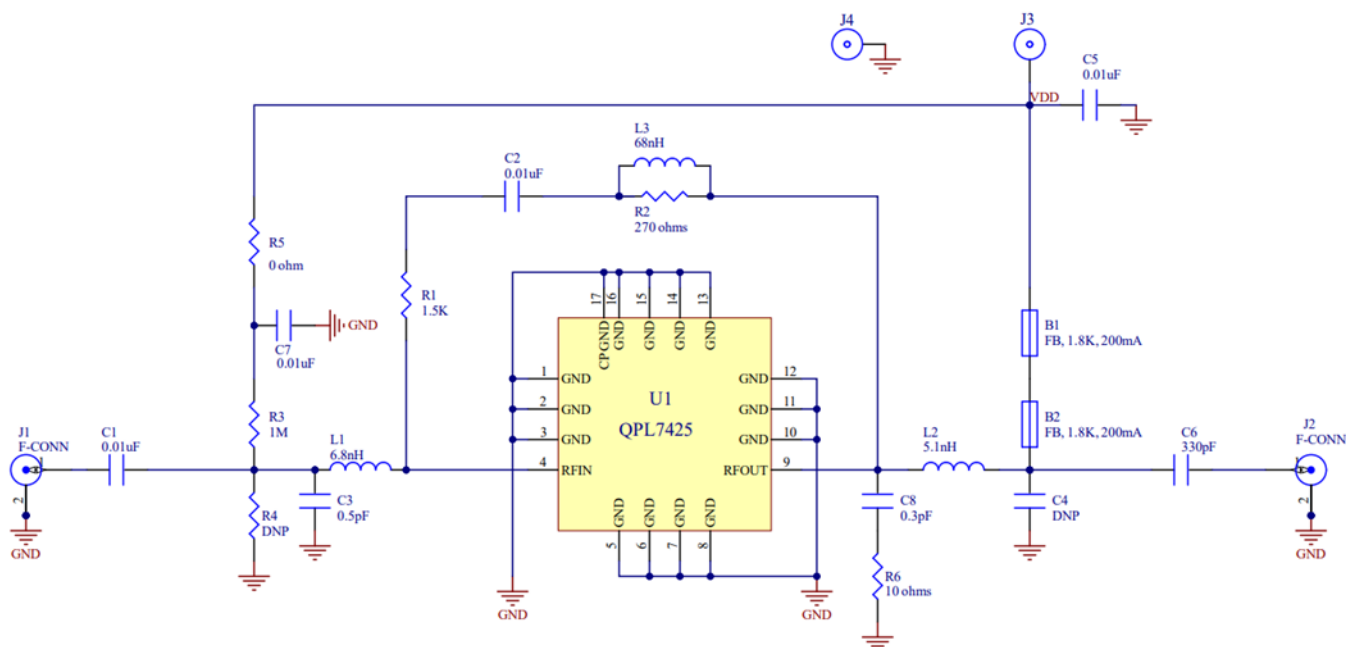 J4
J3
C5
0.01uF
VDD
L3
68nH
C2
0.01uF
R2
270 ohms
R5
0 ohm
R1
1.5K
C7
0.01uF
GND
17
16
15
14
13
CPGND
GND
GND
GND
GND
B1
FB, 1.8K, 200mA
1
GND
GND
12
2
GND
U1
GND
11
3
GND
QPL7425
GND
10
4
RFIN
RFOUT
9
R3
1M
B2
FB, 1.8K, 200mA
J1
F-CONN
1
2
GND
C1
0.01uF
L1
6.8nH
L2
5.1nH
C6
330pF
J2
F-CONN
1
2
GND
R4
DNP
C3
0.5pF
GND
GND
GND
GND
5
6
7
8
C8
0.3pF
C4
DNP
R6
10 ohms
GND
GND